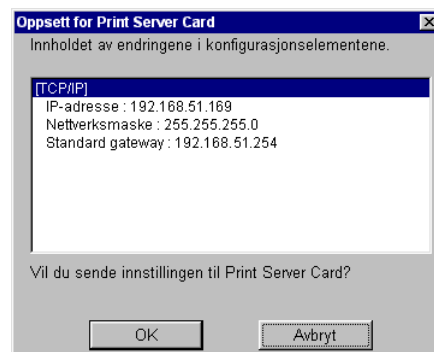 Oppsett for Print Server Card
Innholdet av endringene i konfigurasjonselementene.
[TCP/IP]
IP-adresse : 192.168.51.169
Nettverksmaske : 255.255.255.0
Standard gateway : 192.168.51.254
Vil du sende innstillingen til Print Server Card?
OK
Avbryt